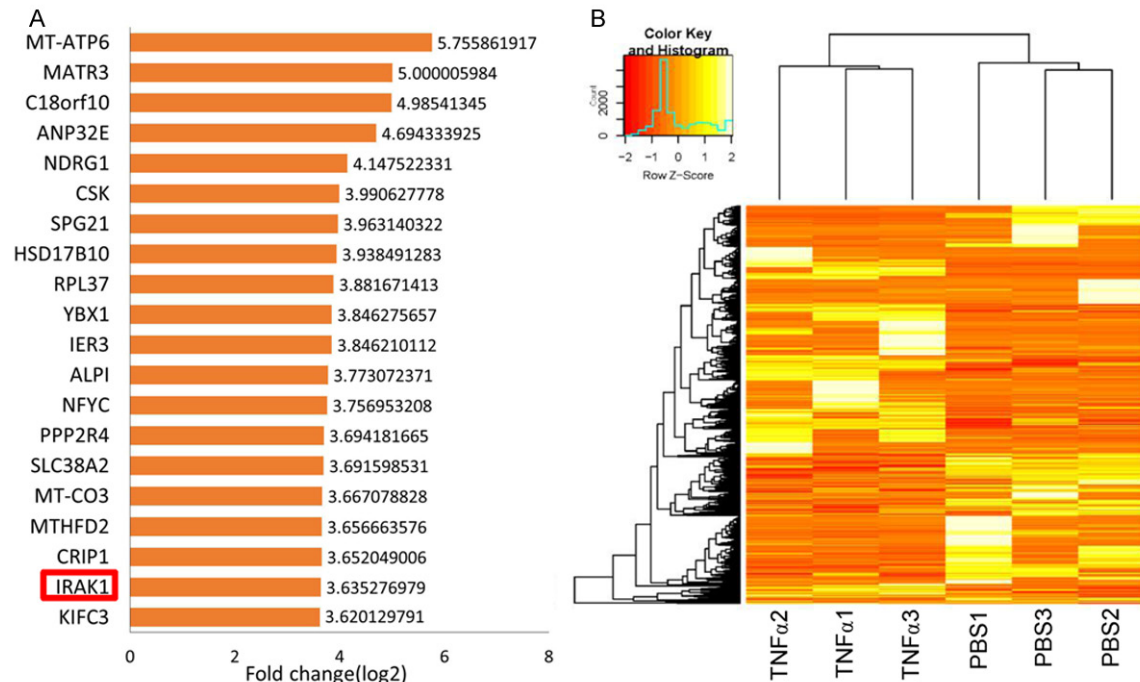 A
MT-ATP6 5.755861917
MATR3 5.000005984
C18orf10 4.98541345
ANP32E 4.694333925
NDRG1 4.147522331
CSK 3.990627778
SPG21 3.963140322
HSD17B10 3.938491283
RPL37 3.881671413
YBX1 3.846275657
IER3 3.846210112
ALPI 3.773072371
NFYC 3.756953208
PPP2R4 3.694181665
SLC38A2 3.691598531
MT-CO3 3.667078828
MTHFD2 3.656663576
CRIP1 3.652049006
IRAK1 3.635276979
KIFC3 3.620129791
0 2 4 6 8
Fold change(log2)
B
Color Key
and Histogram
Count
0 2000
−2 −1 0 1 2
Row Z−Score
TNFα2 TNFα1 TNFα3 PBS1 PBS3 PBS2